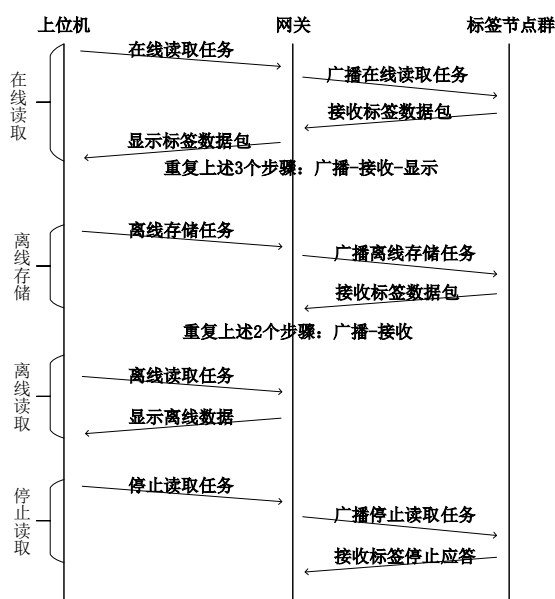 上位机
网关
标签节点群
在线读取
在线读取任务
广播在线读取任务
接收标签数据包
显示标签数据包
重复上述3个步骤：广播-接收-显示
离线存储
离线存储任务
广播离线存储任务
接收标签数据包
重复上述2个步骤：广播-接收
离线读取
离线读取任务
显示离线数据
停止读取
停止读取任务
广播停止读取任务
接收标签停止应答